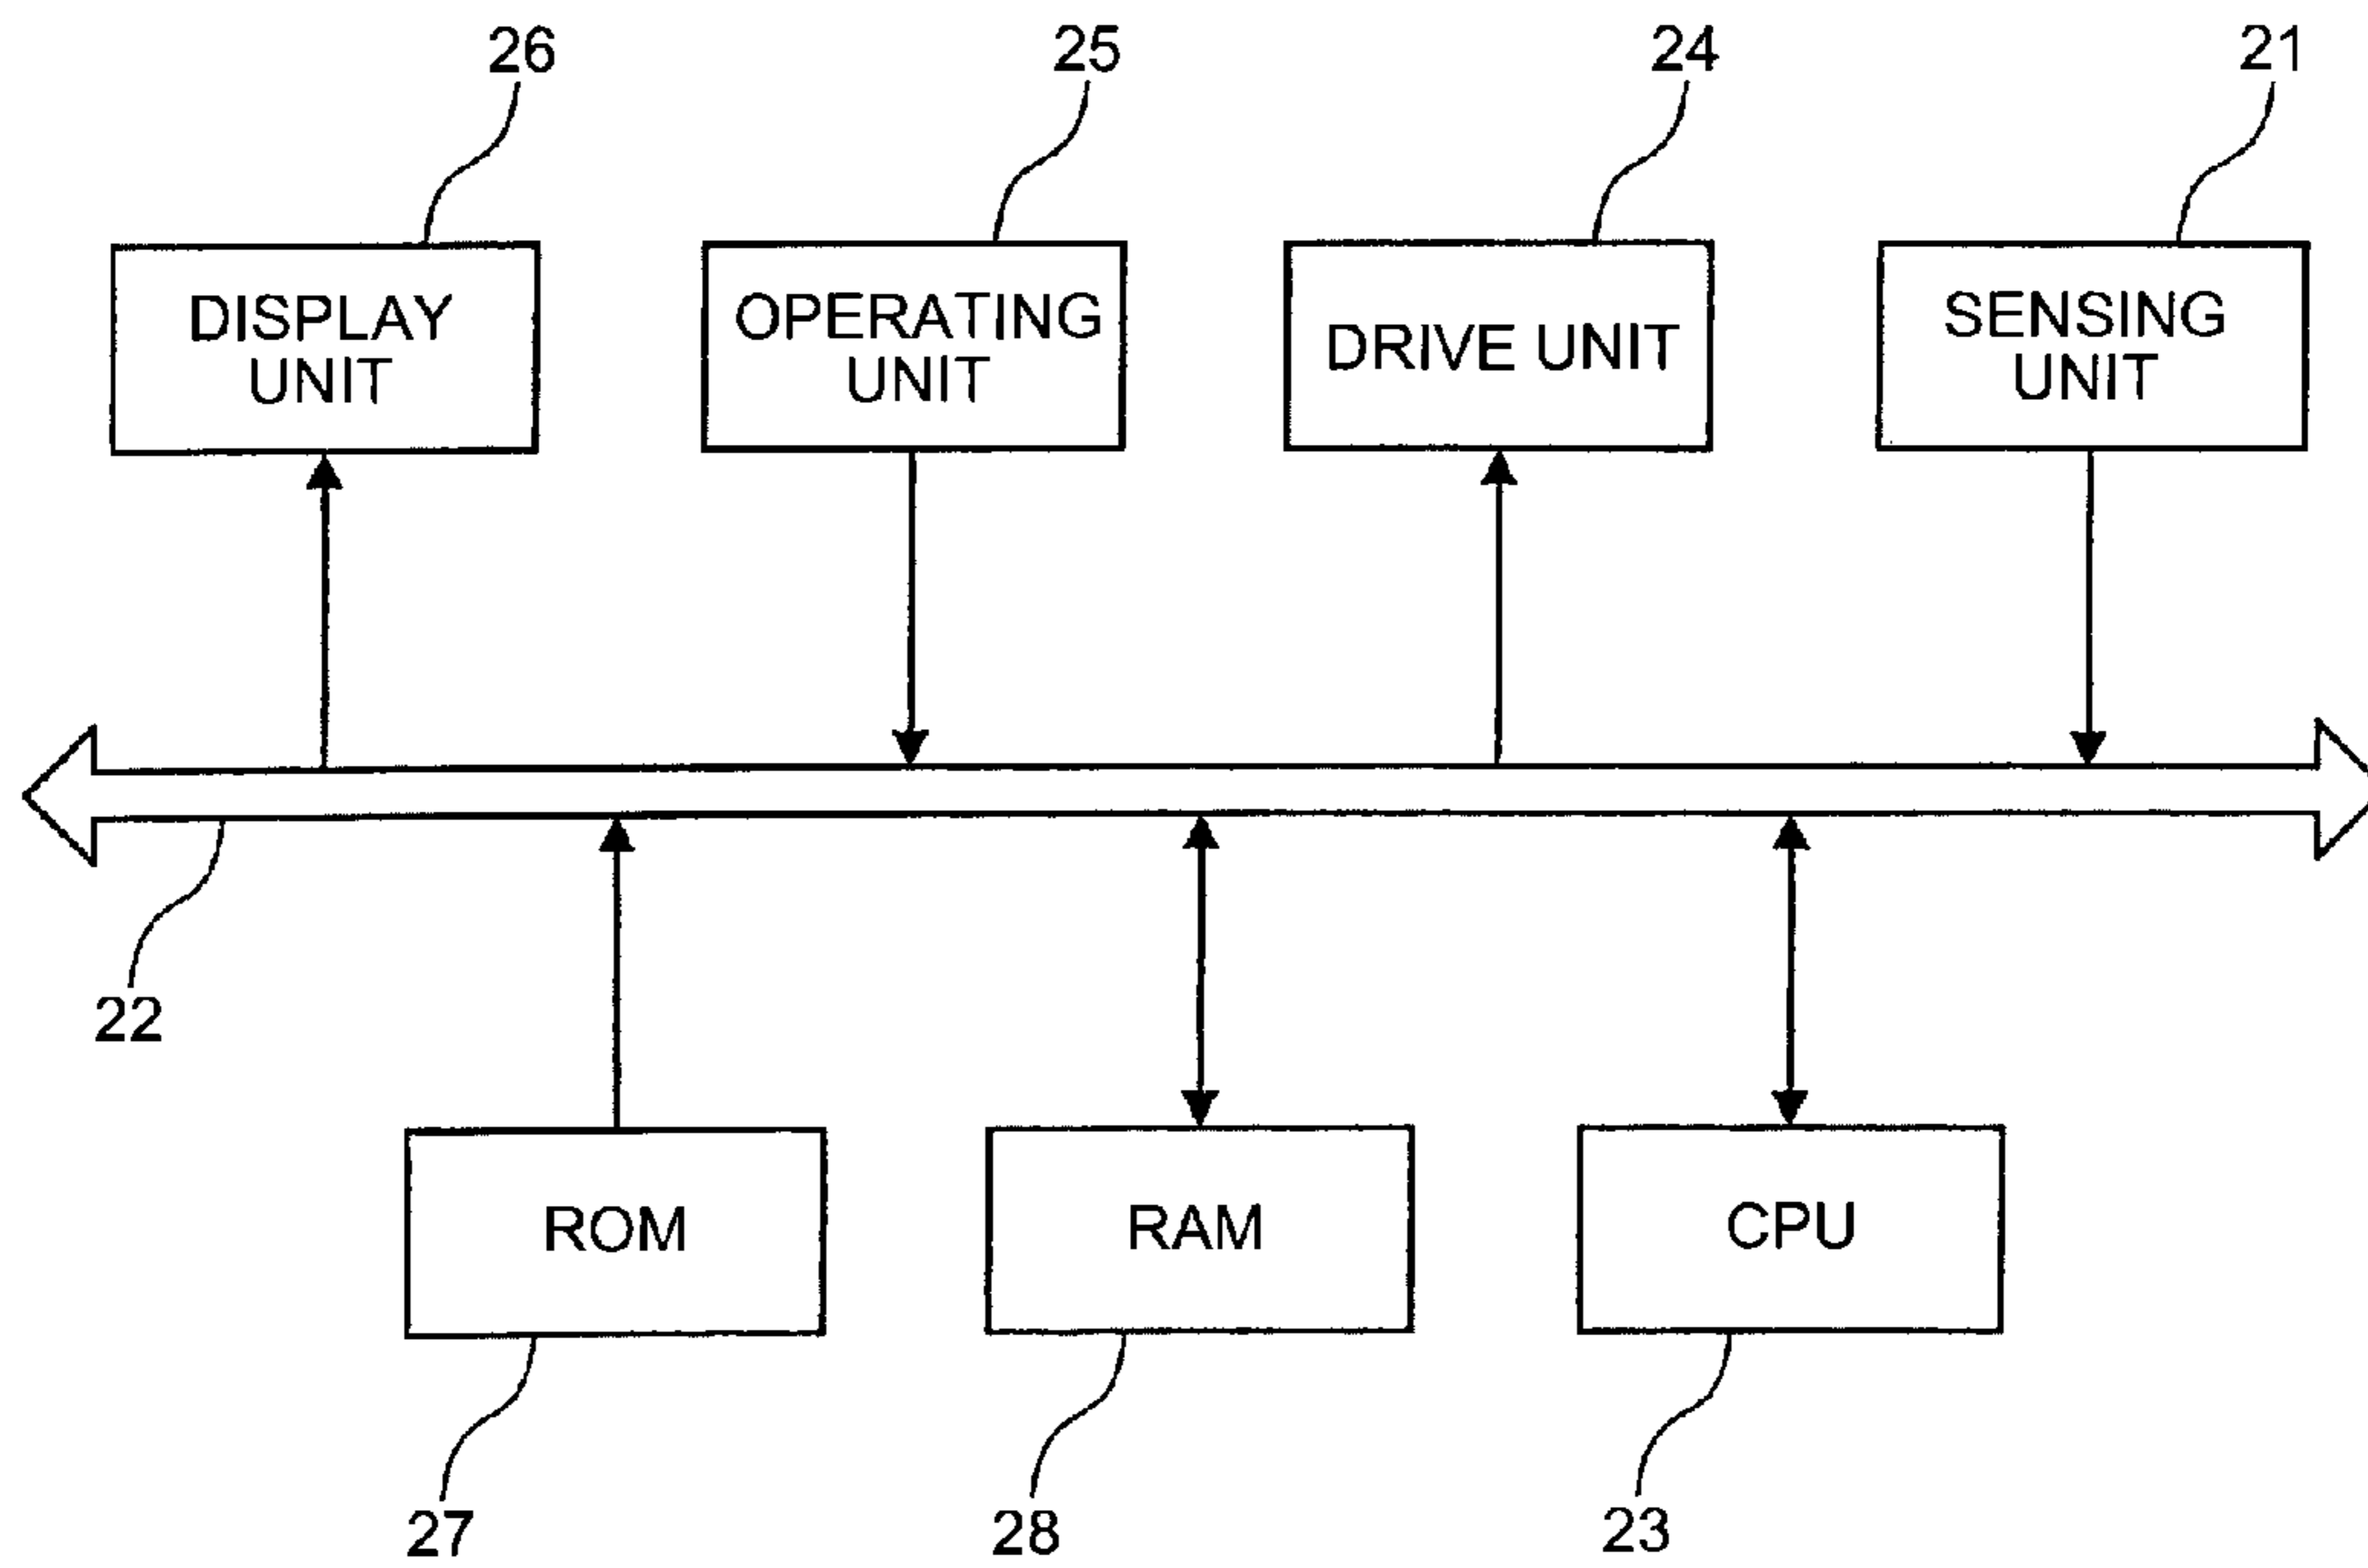 26
25
24
21
DISPLAY
UNIT
OPERATING
UNIT
DRIVE UNIT
SENSING
UNIT
22
ROM
RAM
CPU
27
28
23